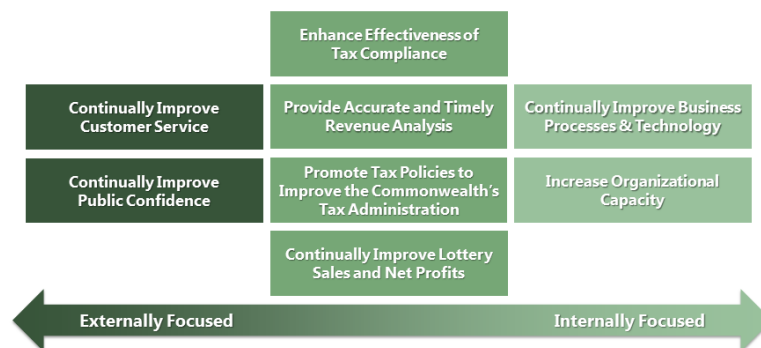 Enhance Effectiveness of
Tax Compliance
Continually Improve
Customer Service
Provide Accurate and Timely
Revenue Analysis
Continually Improve Business
Processes & Technology
Continually Improve
Public Confidence
Promote Tax Policies to
Improve the Commonwealth's
Tax Administration
Increase Organizational
Capacity
Continually Improve Lottery
Sales and Net Profits
Externally Focused
Internally Focused